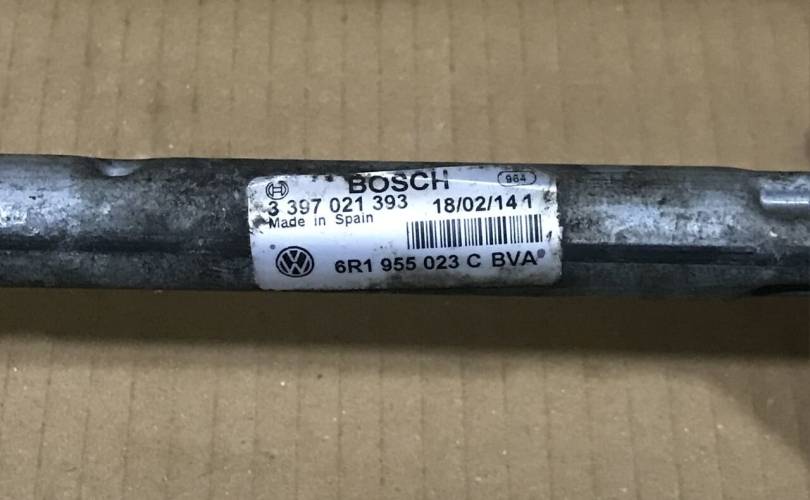 BOSCH 984
3 397 021 393 18/02/14 1
Made in Spain
6R1 955 023 C BVA